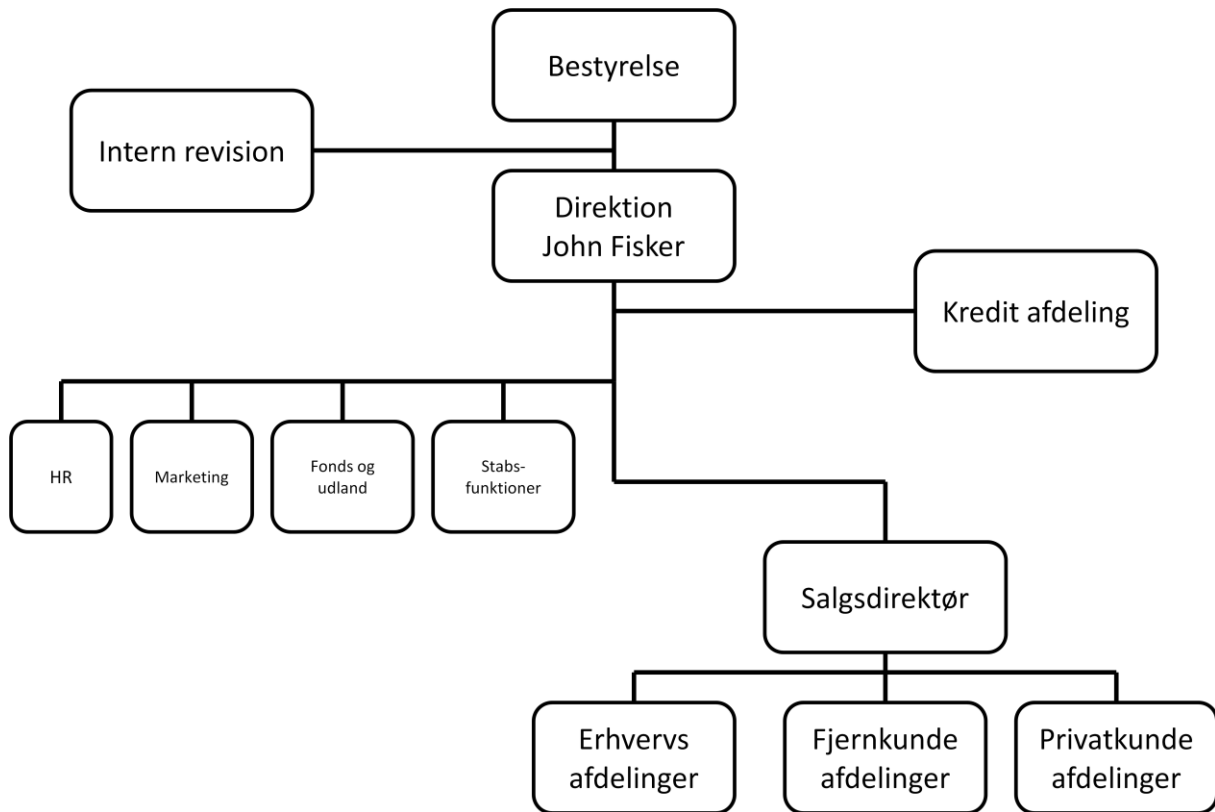 Bestyrelse
Intern revision
Direktion
John Fisker
Kredit afdeling
HR
Marketing
Fonds og
udland
Stabs-
funktioner
Salgsdirektør
Erhvervs
afdelinger
Fjernkunde
afdelinger
Privatkunde
afdelinger